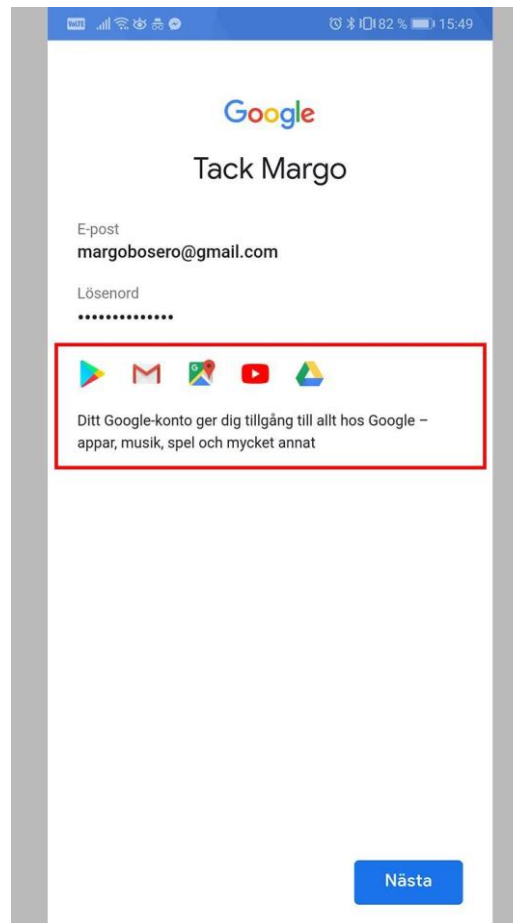 VoLTE 82 % 15:49
Google
Tack Margo
E-post
margobosero@gmail.com
Lösenord
••••••••••••••
Ditt Google-konto ger dig tillgång till allt hos Google –
appar, musik, spel och mycket annat
Nästa